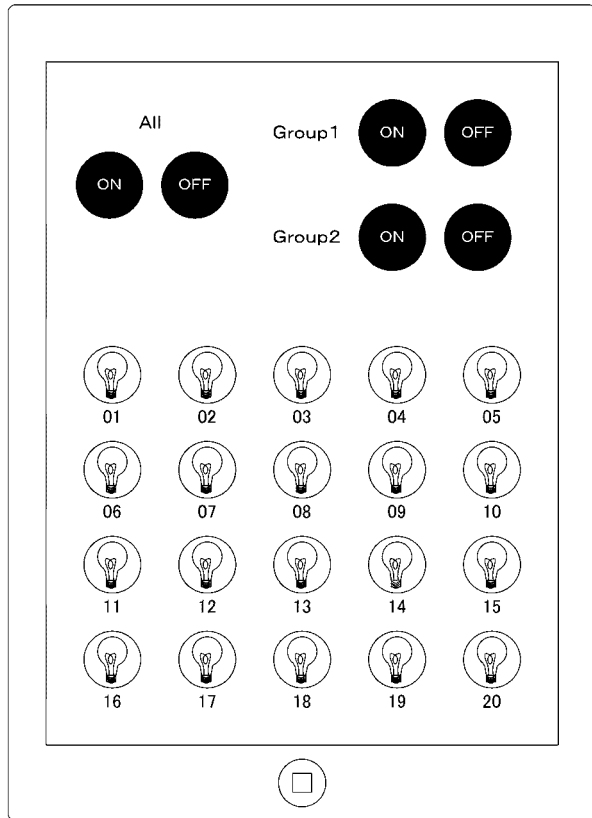 All
ON OFF
Group1 ON OFF
Group2 ON OFF
01 02 03 04 05
06 07 08 09 10
11 12 13 14 15
16 17 18 19 20